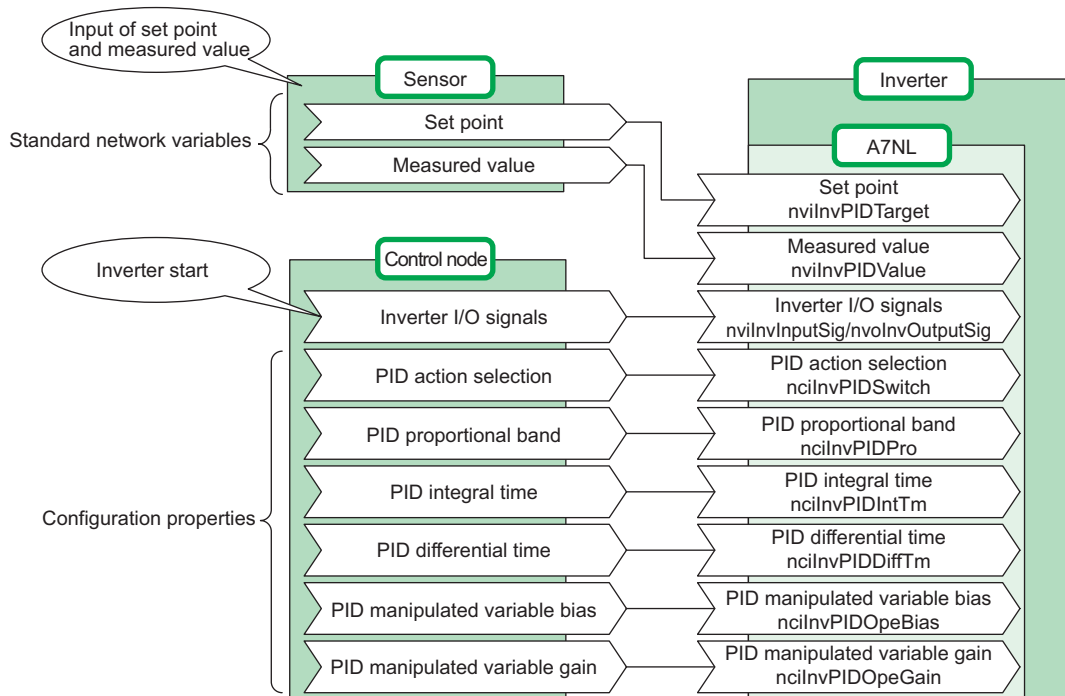 Input of set point
and measured value
Sensor
Inverter
Standard network variables
Set point
Measured value
A7NL
Set point
nviInvPIDTarget
Measured value
nviInvPIDValue
Inverter start
Control node
Inverter I/O signals
Inverter I/O signals
nviInvInputSig/nvoInvOutputSig
Configuration properties
PID action selection
PID action selection
nciInvPIDSwitch
PID proportional band
PID proportional band
nciInvPIDPro
PID integral time
PID integral time
nciInvPIDIntTm
PID differential time
PID differential time
nciInvPIDDiffTm
PID manipulated variable bias
PID manipulated variable bias
nciInvPIDOpeBias
PID manipulated variable gain
PID manipulated variable gain
nciInvPIDOpeGain